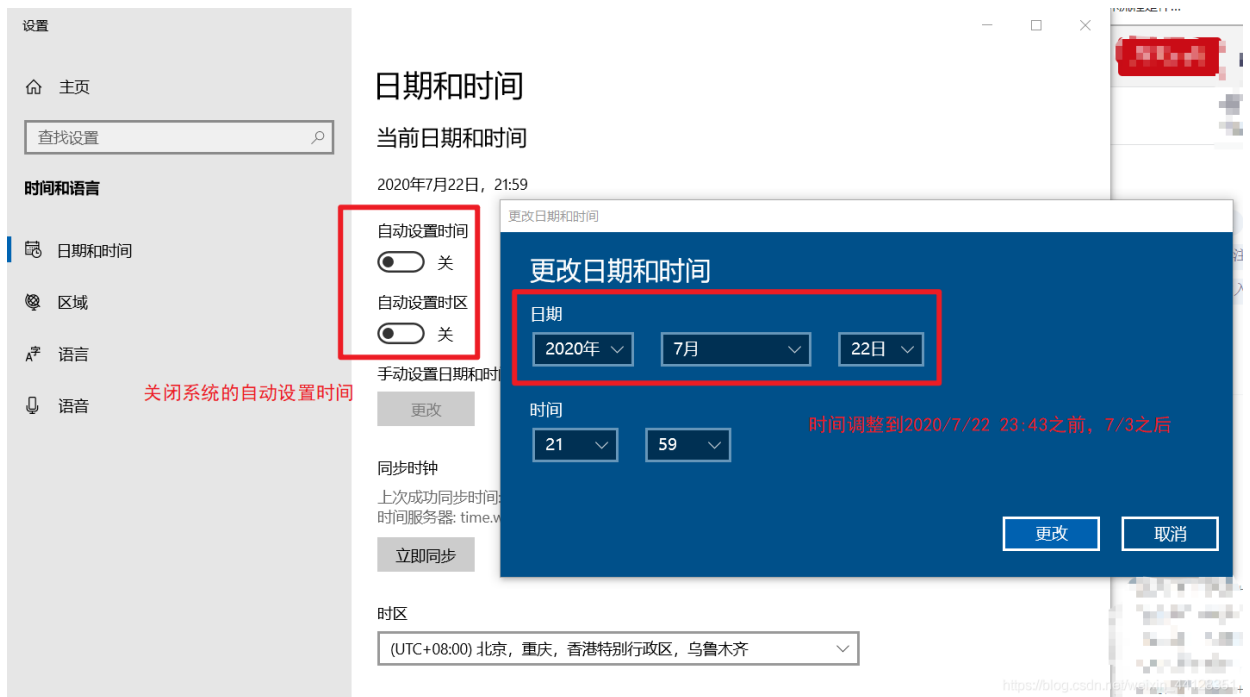 设置
主页
查找设置
时间和语言
日期和时间
区域
语言
语音
关闭系统的自动设置时间
日期和时间
当前日期和时间
2020年7月22日，21:59
自动设置时间
关
自动设置时区
关
手动设置日期和时
更改
同步时钟
上次成功同步时间:
时间服务器: time.w
立即同步
时区
(UTC+08:00) 北京，重庆，香港特别行政区，乌鲁木齐
更改日期和时间
更改日期和时间
日期
2020年
7月
22日
时间
21
59
时间调整到2020/7/22 23:43之前，7/3之后
更改
取消